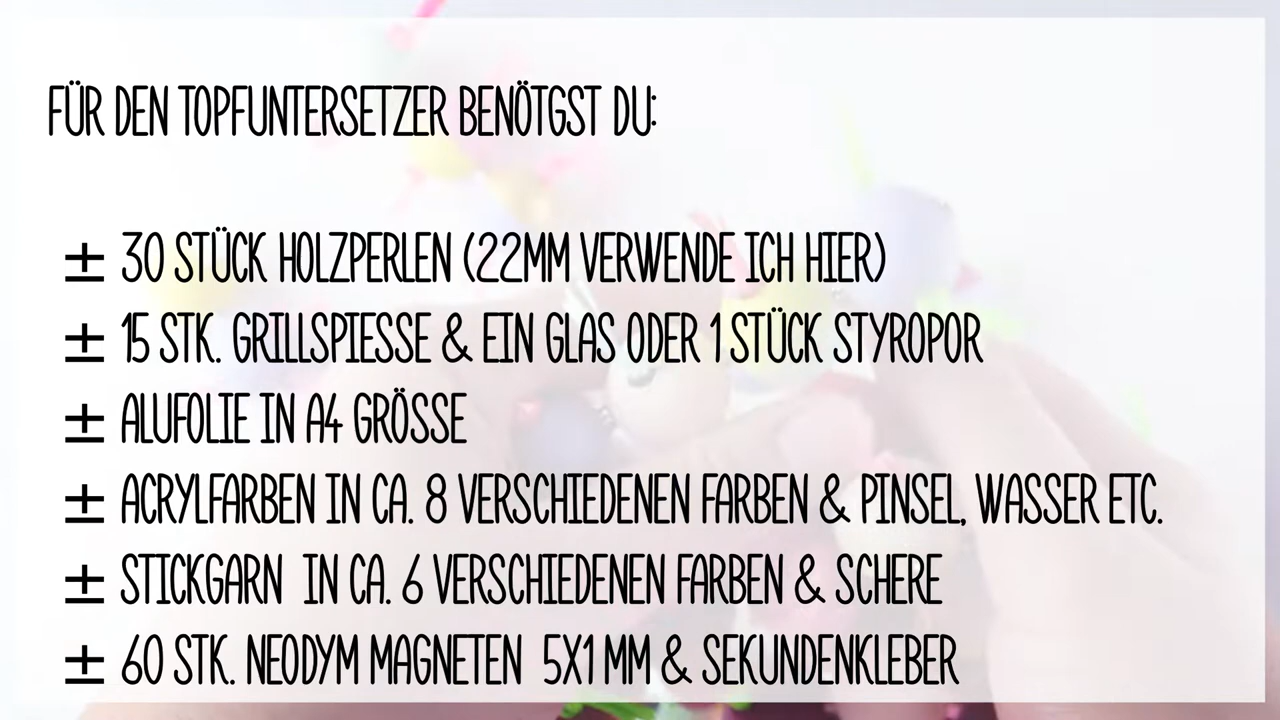 FÜR DEN TOPFUNTERSETZER BENÖTGST DU:
± 30 STÜCK HOLZPERLEN (22MM VERWENDE ICH HIER)
± 15 STK. GRILLSPIESSE & EIN GLAS ODER 1 STÜCK STYROPOR
± ALUFOLIE IN A4 GRÖSSE
± ACRYLFARBEN IN CA. 8 VERSCHIEDENEN FARBEN & PINSEL, WASSER ETC.
± STICKGARN IN CA. 6 VERSCHIEDENEN FARBEN & SCHERE
± 60 STK. NEODYM MAGNETEN 5X1 MM & SEKUNDENKLEBER